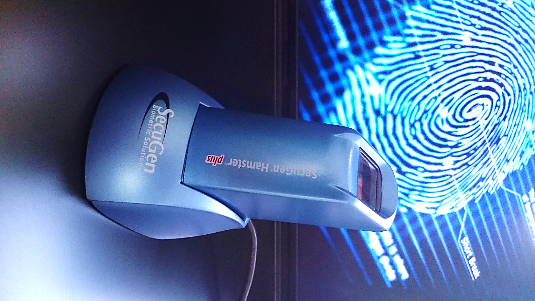 SecuGen
Biometric Solutions
SecuGen Hamster plus